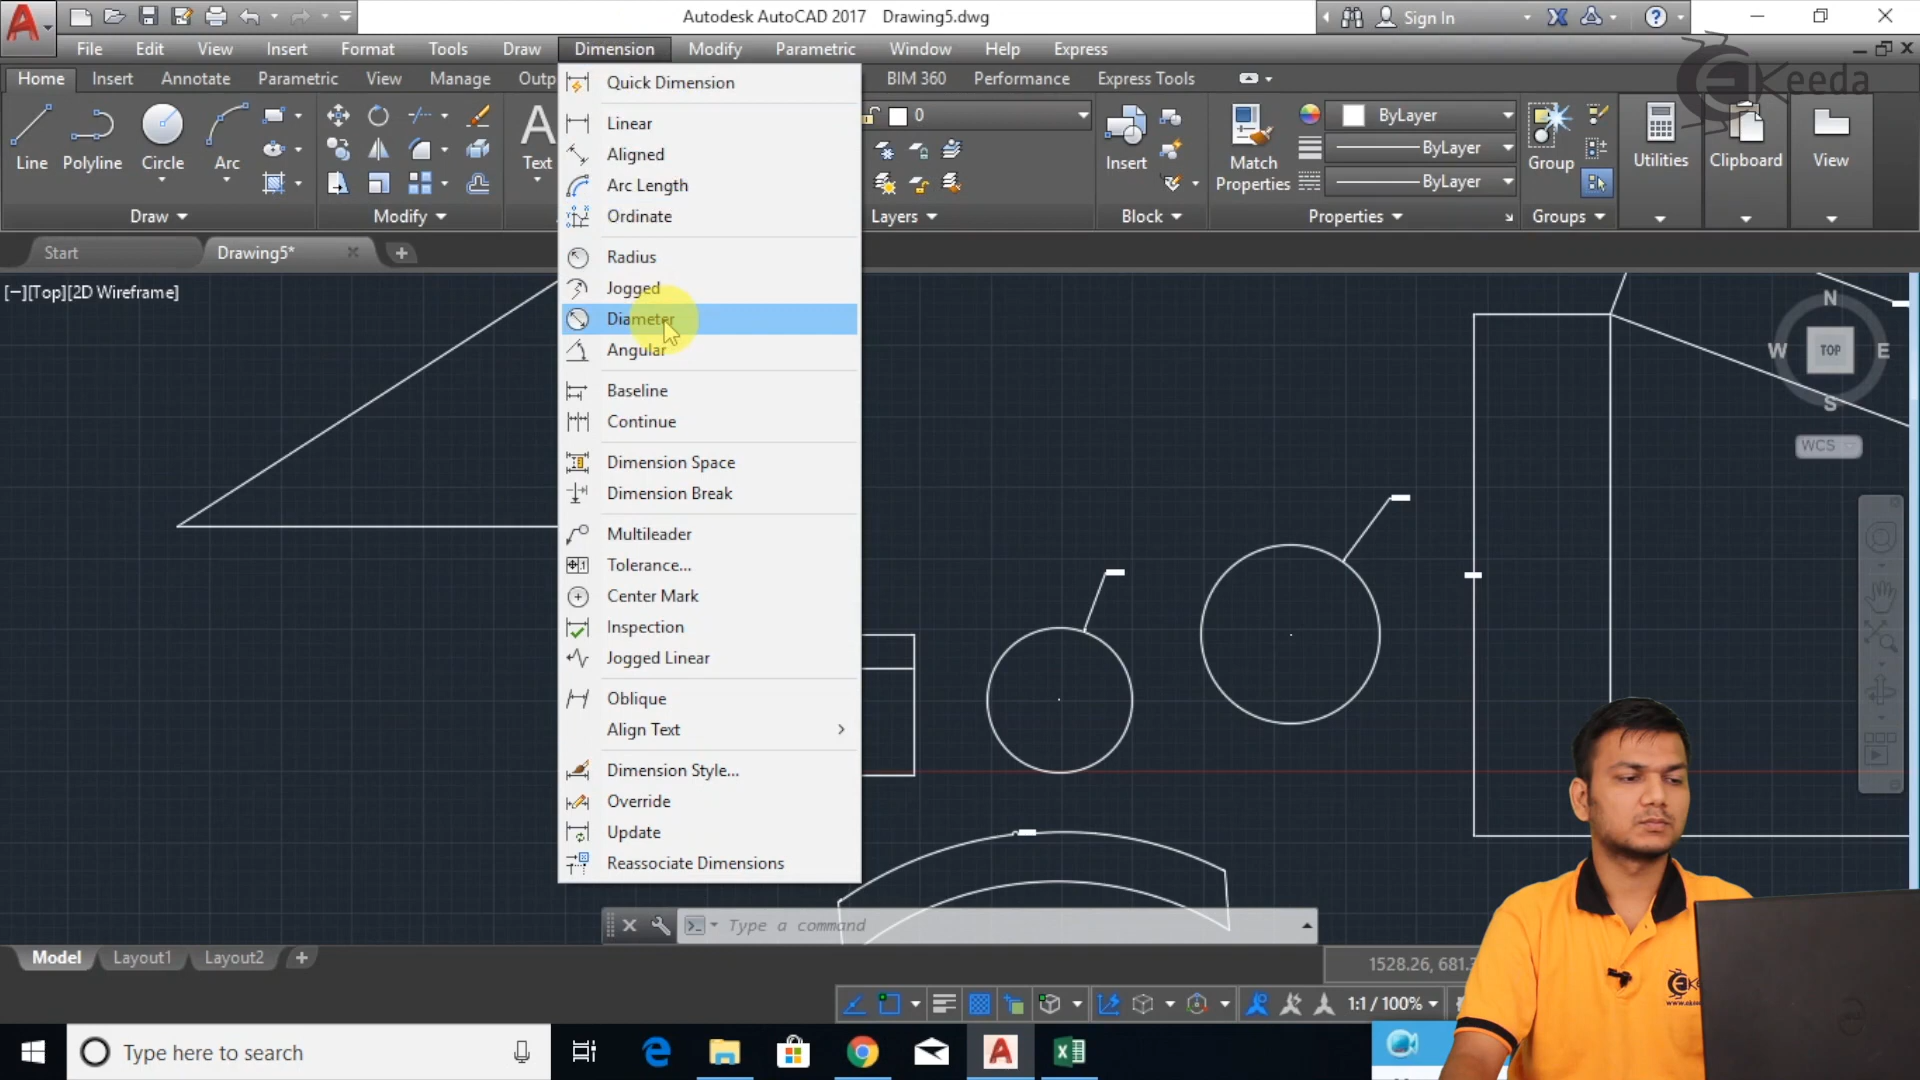 Autodesk AutoCAD 2017 Drawing5.dwg
Sign In
Keeda
File Edit View Insert Format Tools Draw Dimension Modify Parametric Window Help Express
Home Insert Annotate Parametric View Manage Outp BIM 360 Performance Express Tools
Line Polyline Circle Arc
Text
0
Insert
Match Properties
ByLayer
ByLayer
ByLayer
Group
Utilities
Clipboard
View
Draw Modify Layers Block Properties Groups
Start Drawing5*
[−][Top][2D Wireframe]
Quick Dimension
Linear
Aligned
Arc Length
Ordinate
Radius
Jogged
Diameter
Angular
Baseline
Continue
Dimension Space
Dimension Break
Multileader
Tolerance...
Center Mark
Inspection
Jogged Linear
Oblique
Align Text
Dimension Style...
Override
Update
Reassociate Dimensions
N
W TOP E
S
WCS
Type a command
Model Layout1 Layout2
1528.26, 681.
1:1 / 100%
Type here to search